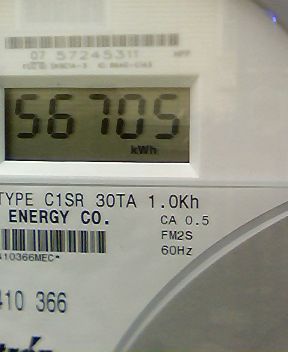 07 57245311
56705
kWh
TYPE C1SR 30TA 1.0Kh
ENERGY CO.
CA 0.5
FM2S
60Hz
410366MEC*
410 366